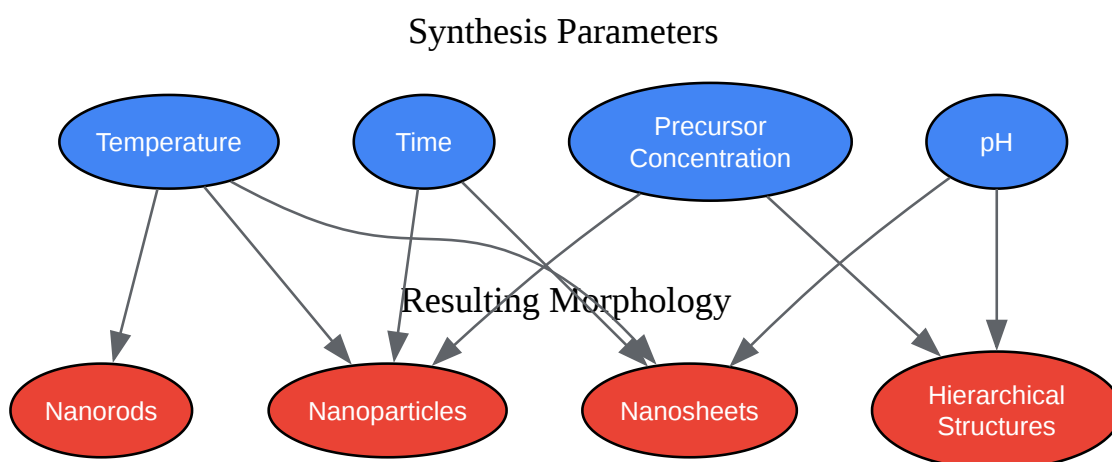 Synthesis Parameters
Temperature
Time
Precursor
Concentration
pH
Resulting Morphology
Nanorods
Nanoparticles
Nanosheets
Hierarchical
Structures